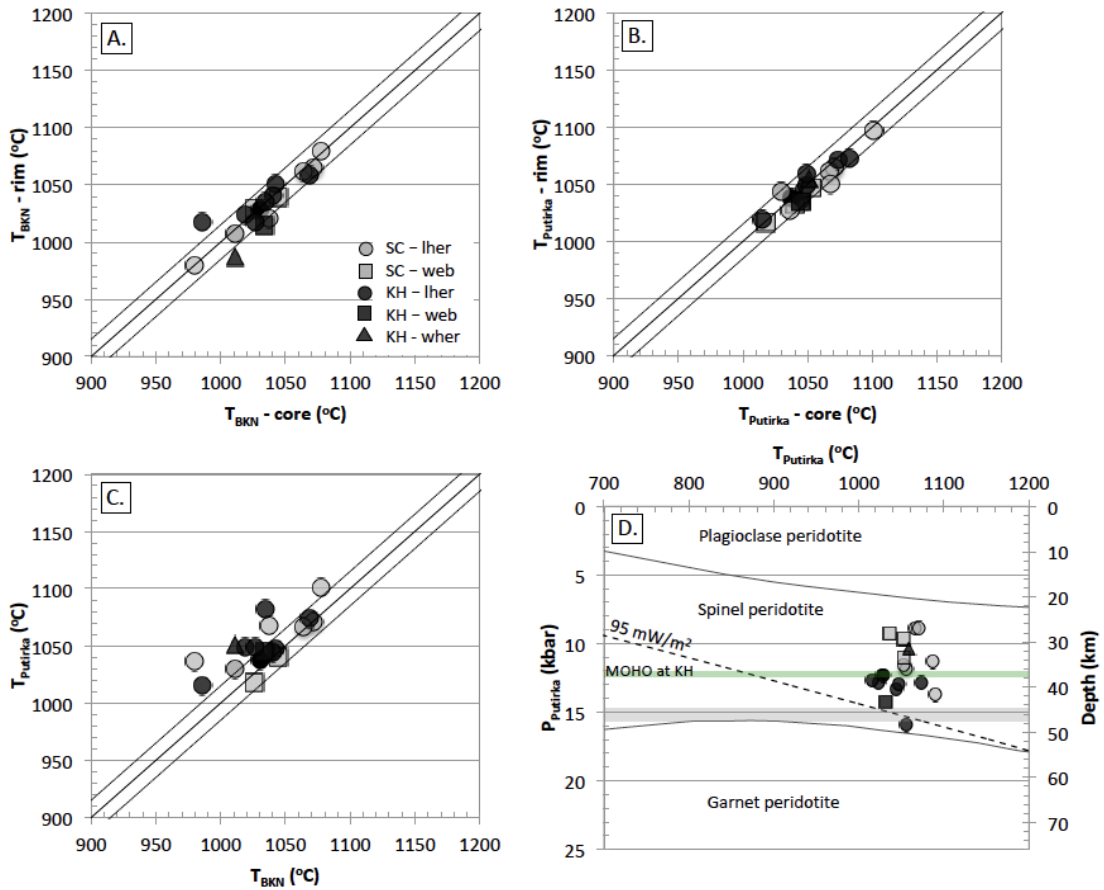 A.
1200
1150
1100
1050
1000
950
900
T_BKN - rim (°C)
SC – lher
SC – web
KH – lher
KH – web
KH - wher
900 950 1000 1050 1100 1150 1200
T_BKN - core (°C)
B.
1200
1150
1100
1050
1000
950
900
T_Putirka - rim (°C)
900 950 1000 1050 1100 1150 1200
T_Putirka - core (°C)
C.
1200
1150
1100
1050
1000
950
900
T_Putirka (°C)
900 950 1000 1050 1100 1150 1200
T_BKN (°C)
T_Putirka (°C)
700 800 900 1000 1100 1200
D.
0
5
10
15
20
25
P_Putirka (kbar)
Plagioclase peridotite
Spinel peridotite
95 mW/m²
MOHO at KH
Garnet peridotite
0
10
20
30
40
50
60
70
Depth (km)